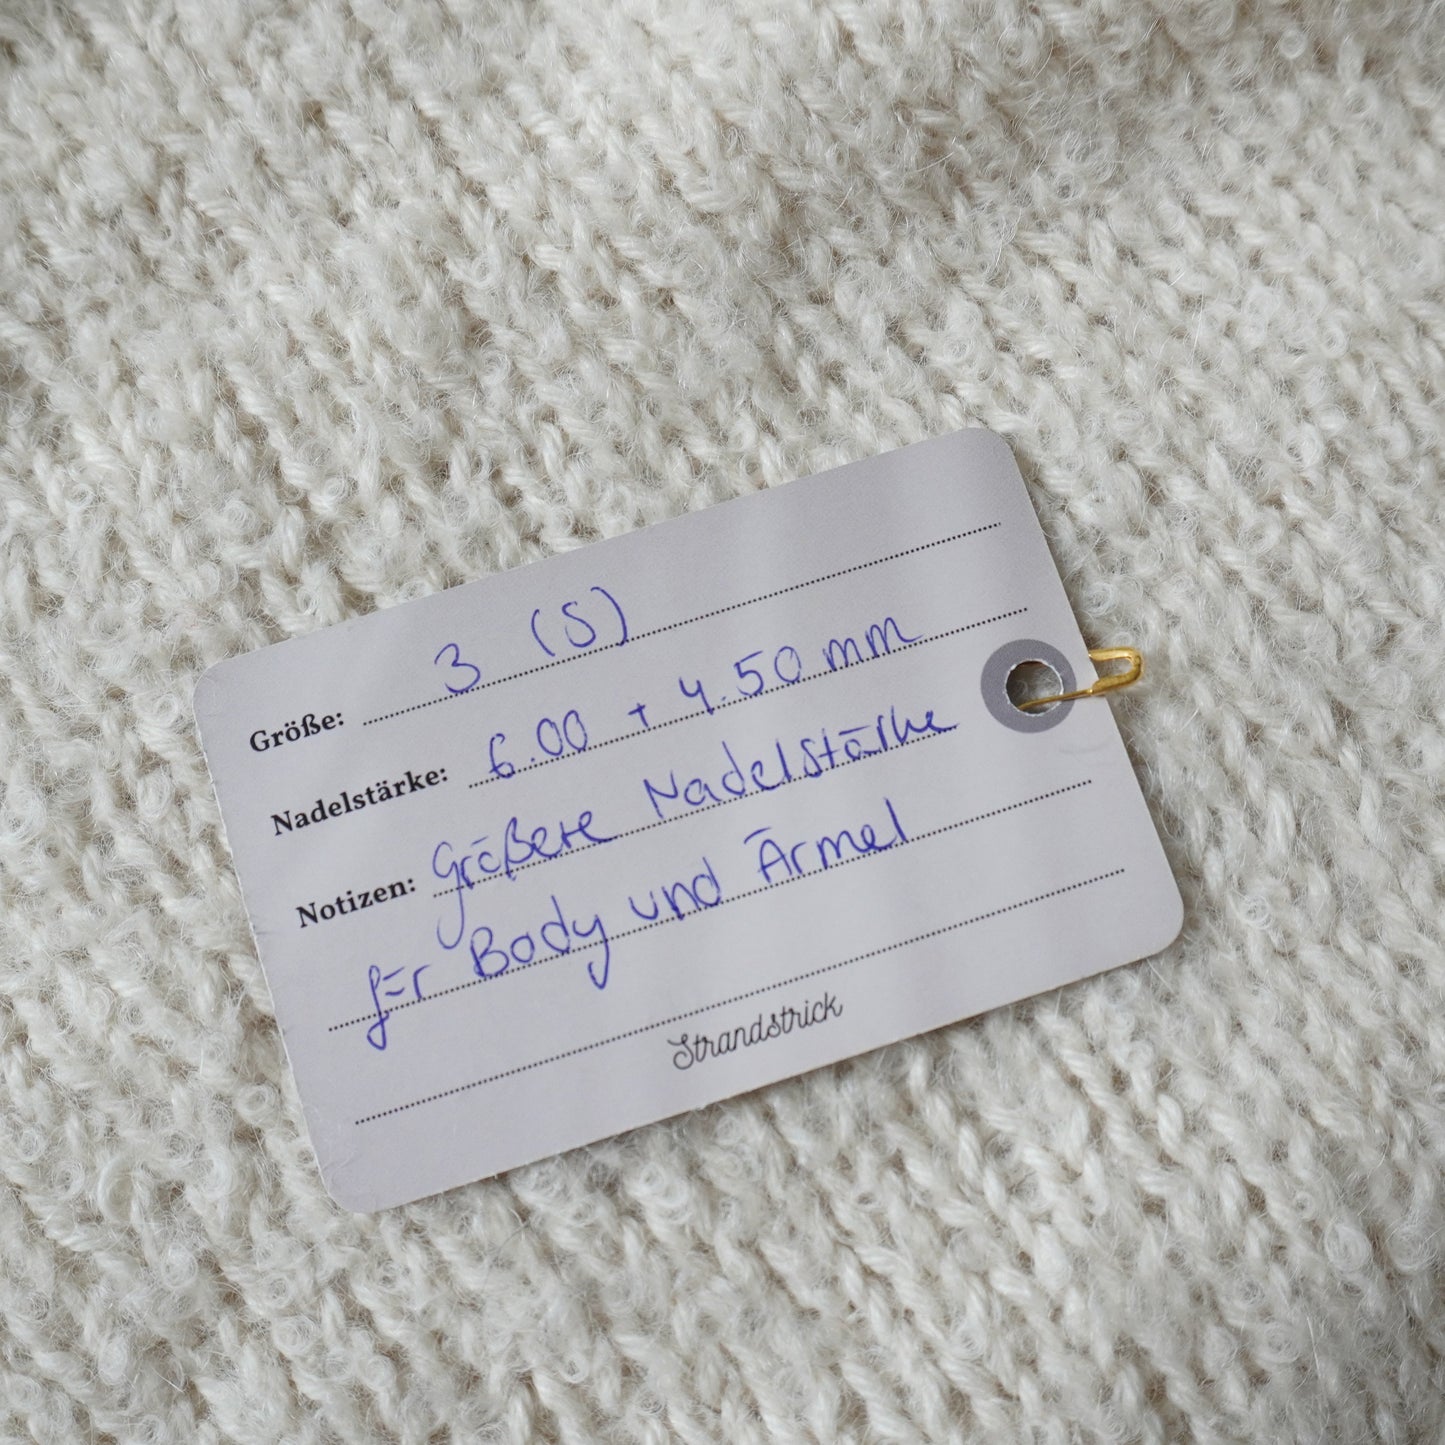 Größe: 3 (S)
Nadelstärke: 6.00 + 4.50 mm
Notizen: größere Nadelstärke
für Body und Ärmel
Strandstrick